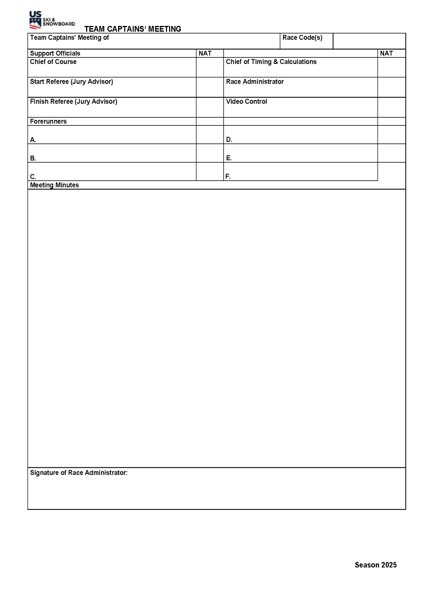 US
SKI &
SNOWBOARD
TEAM CAPTAINS' MEETING
Team Captains' Meeting of Race Code(s)
Support Officials NAT NAT
Chief of Course Chief of Timing & Calculations
Start Referee (Jury Advisor) Race Administrator
Finish Referee (Jury Advisor) Video Control
Forerunners
A. D.
B. E.
C. F.
Meeting Minutes
Signature of Race Administrator:
Season 2025